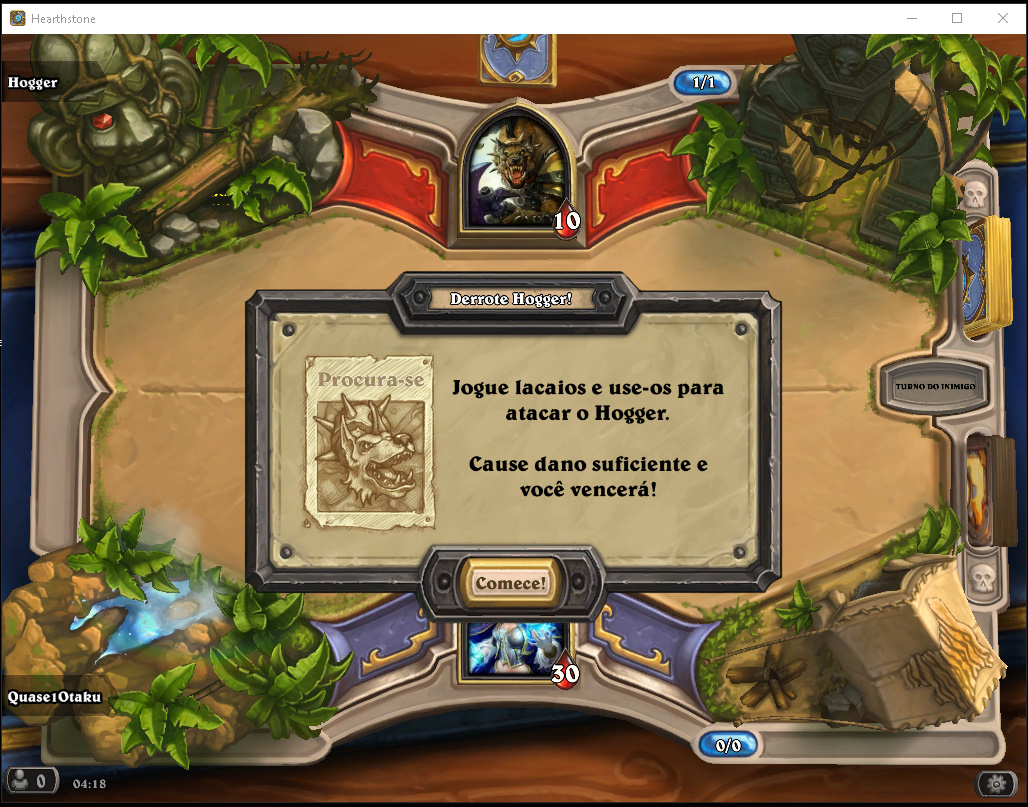 Hearthstone
Hogger
1/1
10
Derrote Hogger!
Procura-se
Jogue lacaios e use-os para
atacar o Hogger.
Cause dano suficiente e
você vencerá!
TURNO DO INIMIGO
Comece!
30
Quase1Otaku
0/0
0
04:18